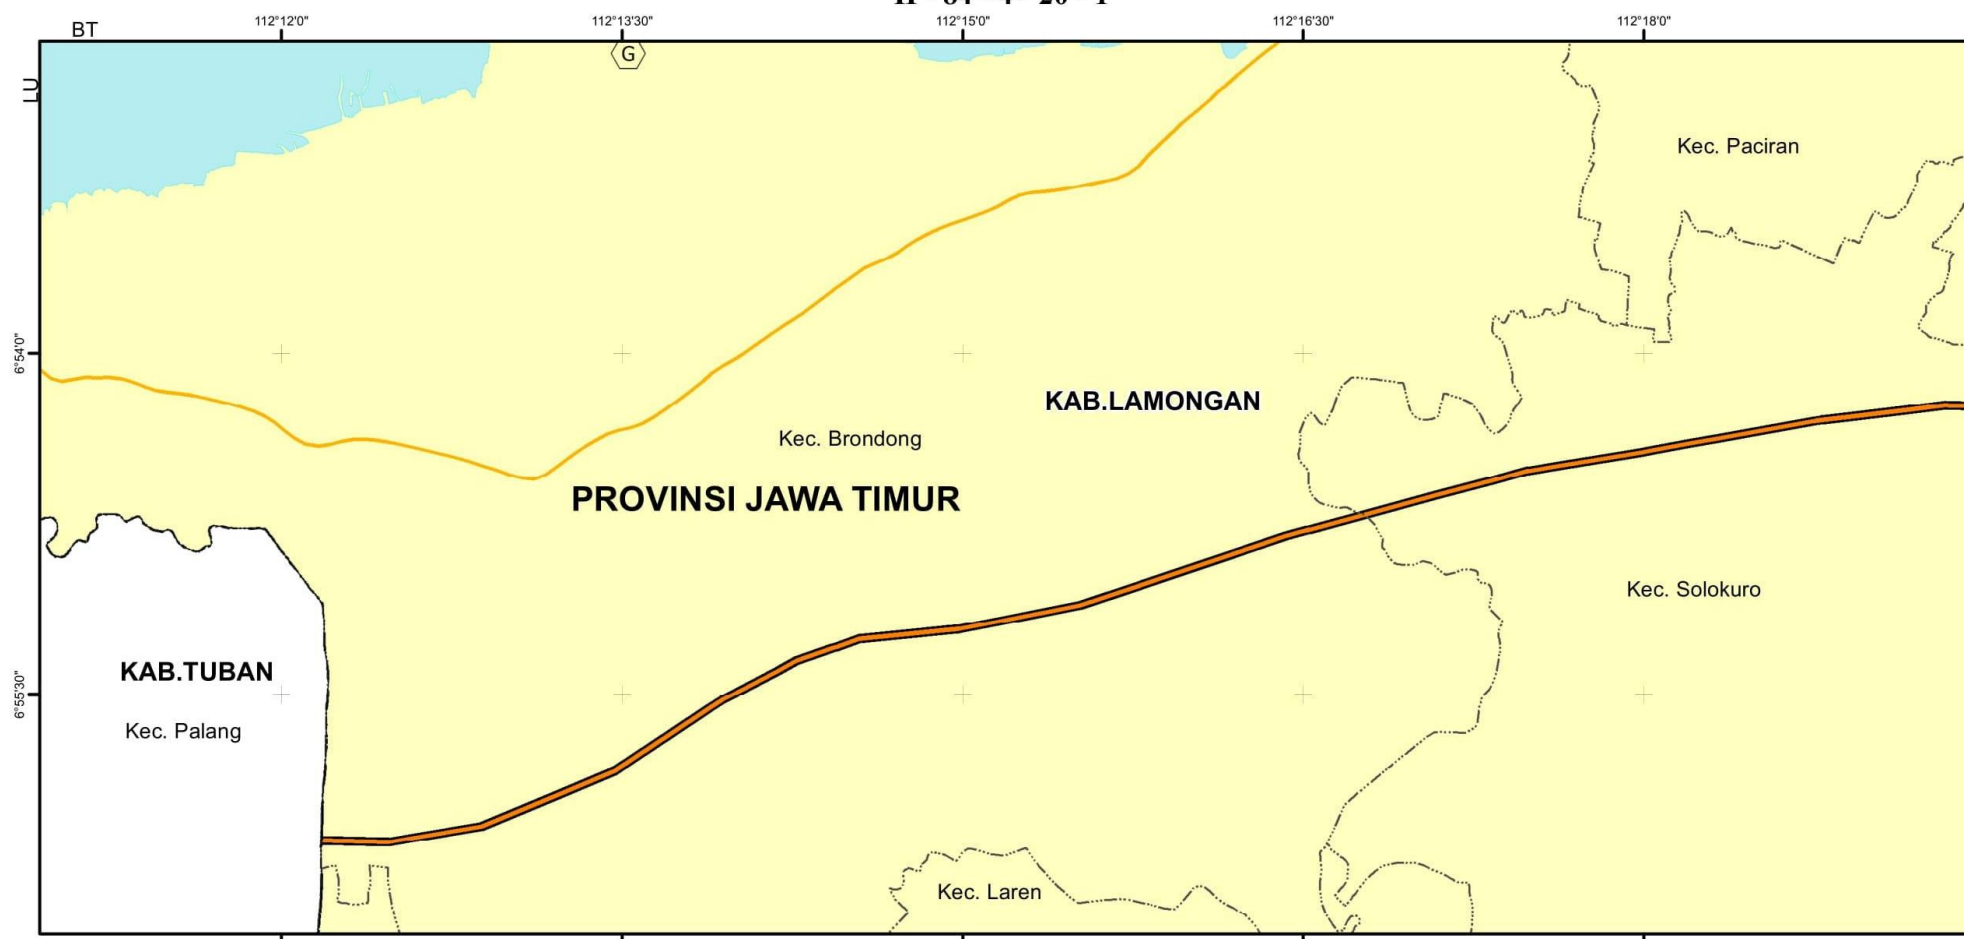 BT
112°12'0"
112°13'30"
112°15'0"
112°16'30"
112°18'0"
LU
G
Kec. Paciran
6°54'0"
KAB.LAMONGAN
Kec. Brondong
PROVINSI JAWA TIMUR
Kec. Solokuro
KAB.TUBAN
6°55'30"
Kec. Palang
Kec. Laren